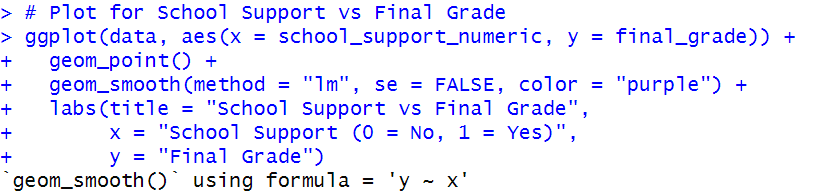 > # Plot for School Support vs Final Grade
> ggplot(data, aes(x = school_support_numeric, y = final_grade)) +
+   geom_point() +
+   geom_smooth(method = "lm", se = FALSE, color = "purple") +
+   labs(title = "School Support vs Final Grade",
+        x = "School Support (0 = No, 1 = Yes)",
+        y = "Final Grade")
`geom_smooth()` using formula = 'y ~ x'